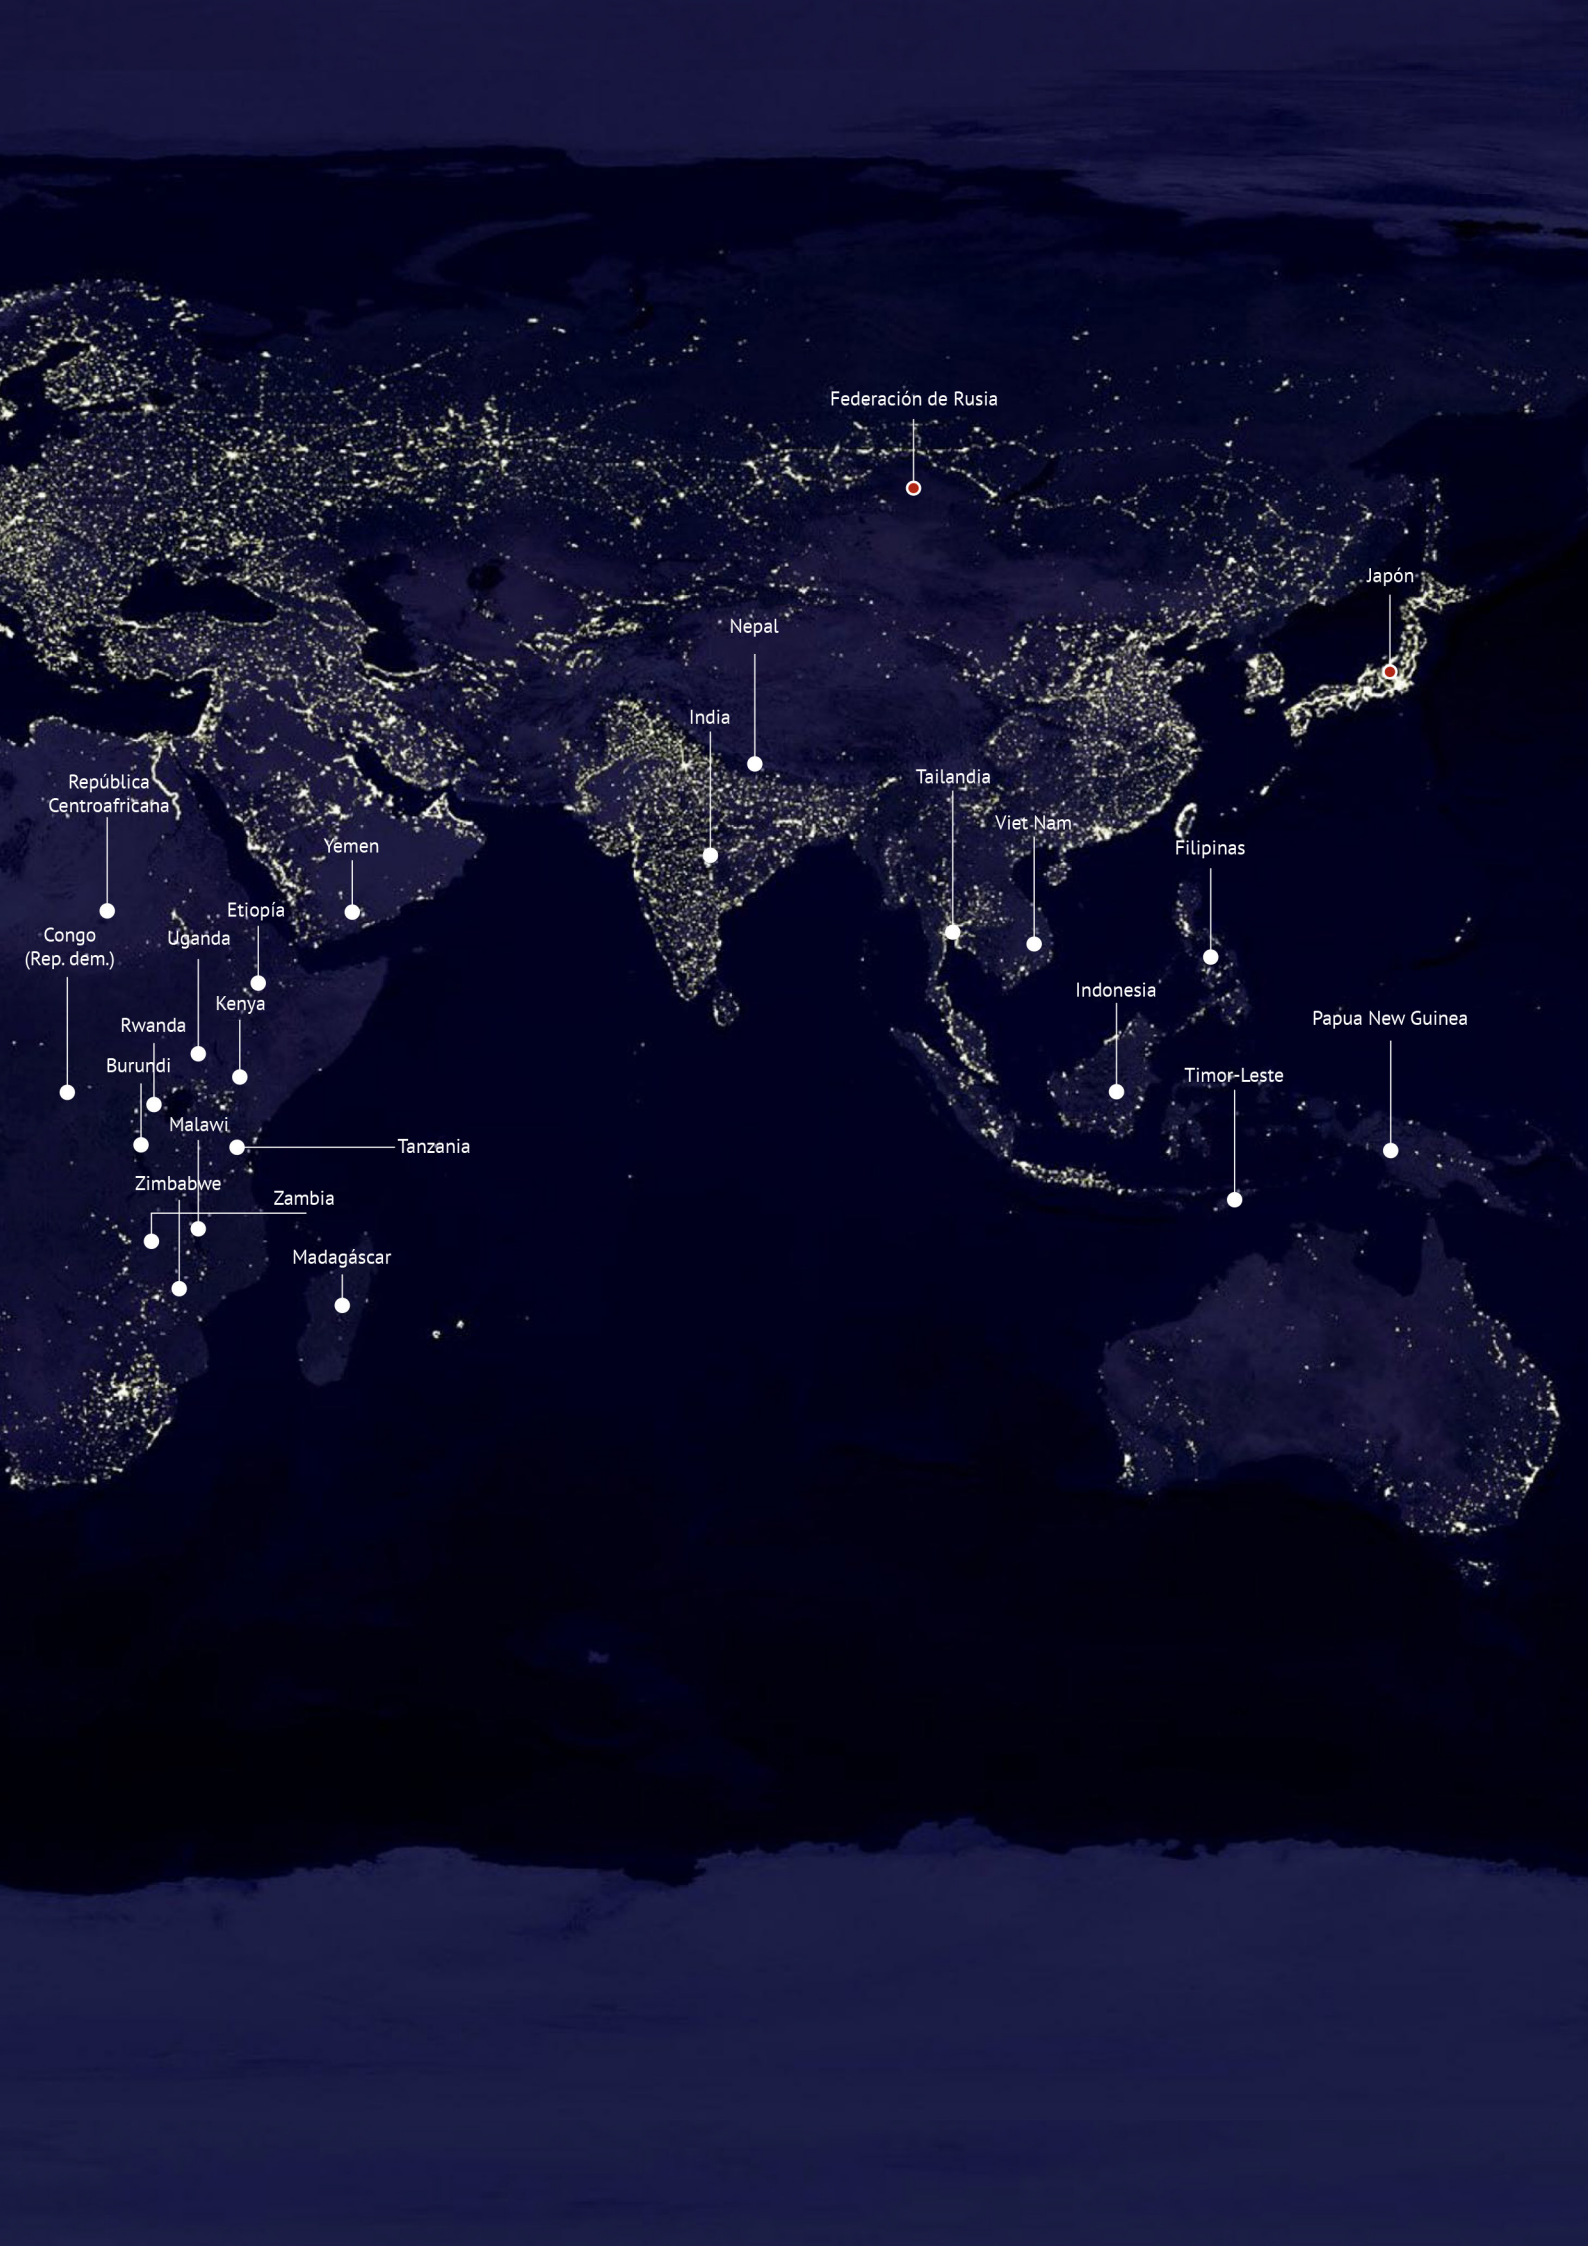 Federación de Rusia
Japón
Nepal
India
Tailandia
República
Centroafricana
Viet Nam
Yemen
Filipinas
Etiopía
Congo
(Rep. dem.)
Uganda
Indonesia
Kenya
Papua New Guinea
Rwanda
Burundi
Timor-Leste
Malawi
Tanzania
Zimbabwe
Zambia
Madagáscar